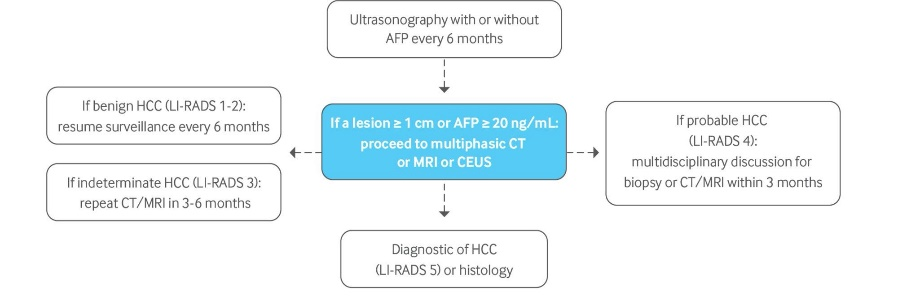 Ultrasonography with or without
AFP every 6 months
If benign HCC (LI-RADS 1-2):
resume surveillance every 6 months
If indeterminate HCC (LI-RADS 3):
repeat CT/MRI in 3-6 months
If a lesion ≥ 1 cm or AFP ≥ 20 ng/mL:
proceed to multiphasic CT
or MRI or CEUS
If probable HCC
(LI-RADS 4):
multidisciplinary discussion for
biopsy or CT/MRI within 3 months
Diagnostic of HCC
(LI-RADS 5) or histology